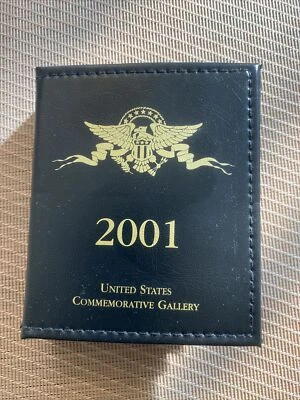 2001
UNITED STATES
COMMEMORATIVE GALLERY